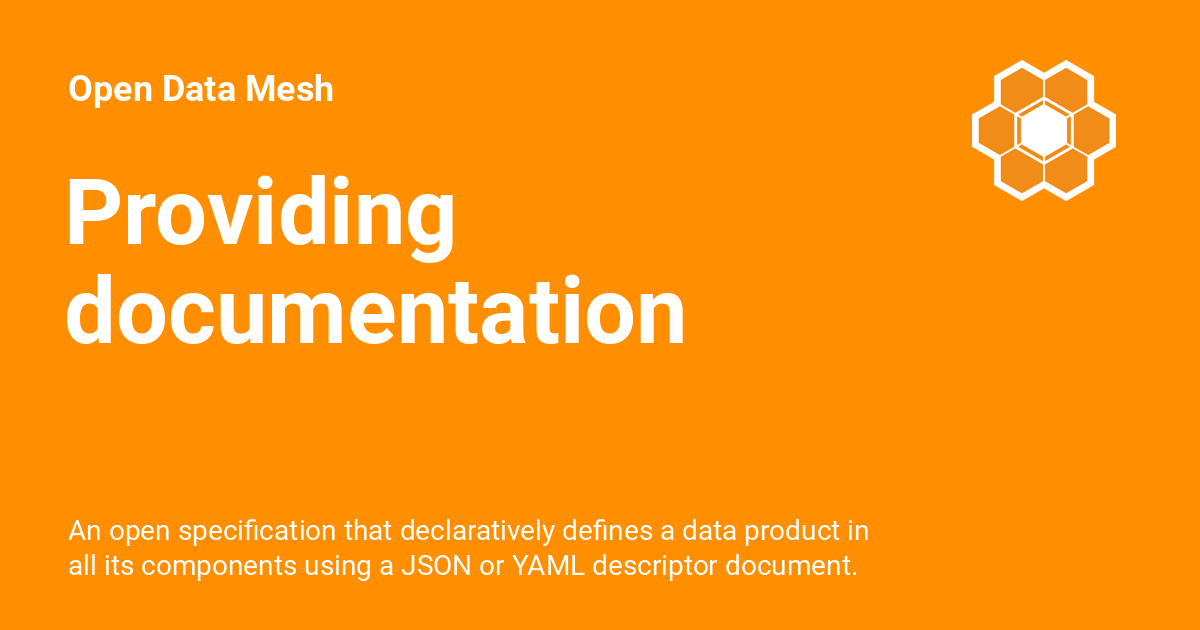 Open Data Mesh
Providing
documentation
An open specification that declaratively defines a data product in
all its components using a JSON or YAML descriptor document.